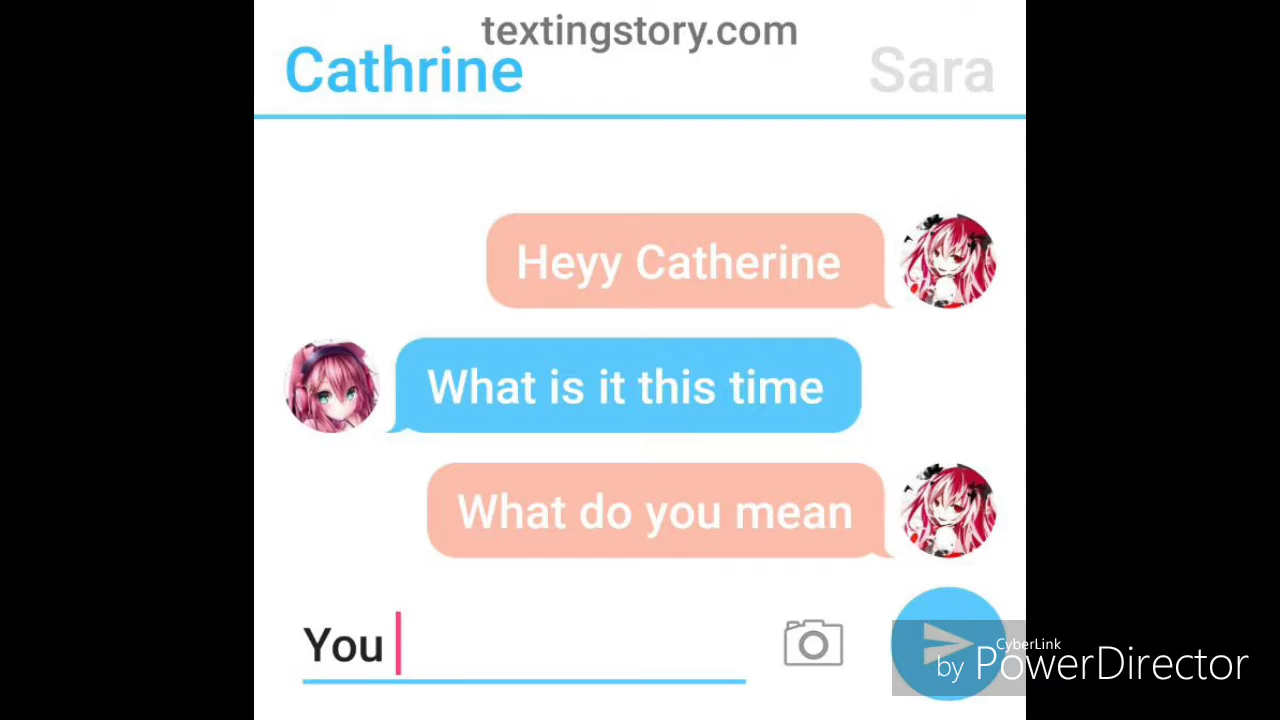 textingstory.com
Cathrine
Sara
Heyy Catherine
What is it this time
What do you mean
You
CyberLink
by PowerDirector